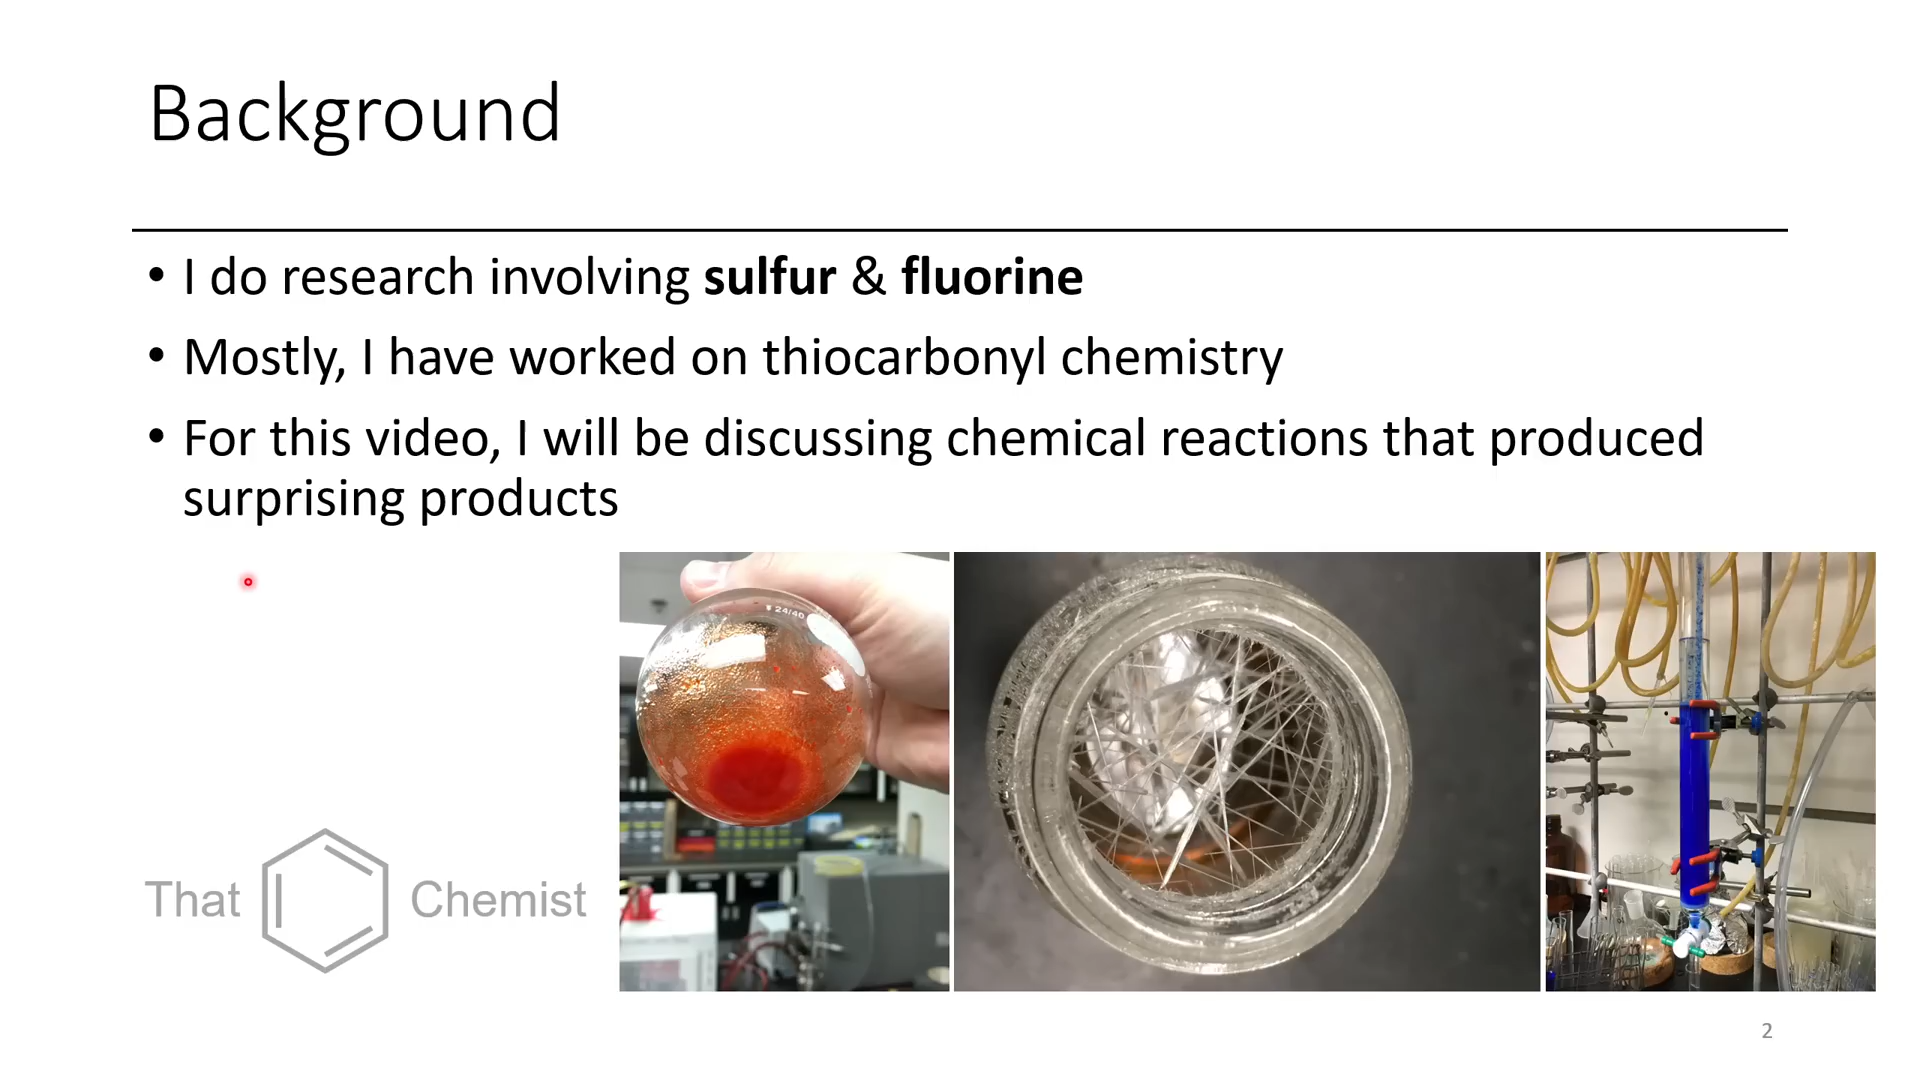 Background
• I do research involving sulfur & fluorine
• Mostly, I have worked on thiocarbonyl chemistry
• For this video, I will be discussing chemical reactions that produced
surprising products
24/40
That Chemist
2